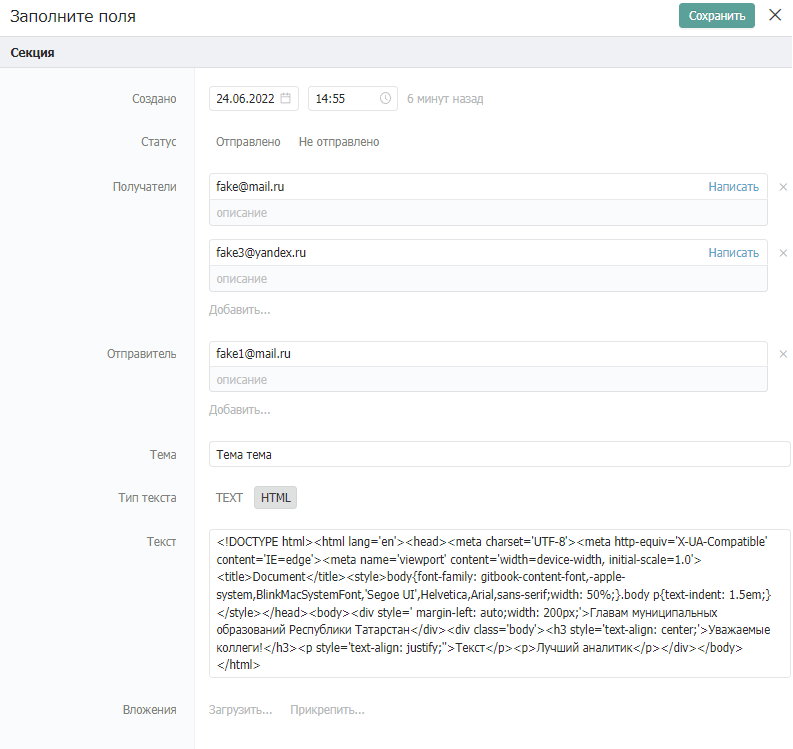 Заполните поля
Сохранить
Секция
Создано 24.06.2022 14:55 6 минут назад
Статус Отправлено Не отправлено
Получатели fake@mail.ru Написать
описание
fake3@yandex.ru Написать
описание
Добавить...
Отправитель fake1@mail.ru
описание
Добавить...
Тема Тема тема
Тип текста TEXT HTML
Текст <!DOCTYPE html><html lang='en'><head><meta charset='UTF-8'><meta http-equiv='X-UA-Compatible'
content='IE=edge'><meta name='viewport' content='width=device-width, initial-scale=1.0'>
<title>Document</title><style>body{font-family: gitbook-content-font,-apple-
system,BlinkMacSystemFont,'Segoe UI',Helvetica,Arial,sans-serif;width: 50%;}.body p{text-indent: 1.5em;}
</style></head><body><div style=' margin-left: auto;width: 200px;'>Главам муниципальных
образований Республики Татарстан</div><div class='body'><h3 style='text-align: center;'>Уважаемые
коллеги!</h3><p style='text-align: justify;''>Текст</p><p>Лучший аналитик</p></div></body>
</html>
Вложения Загрузить... Прикрепить...